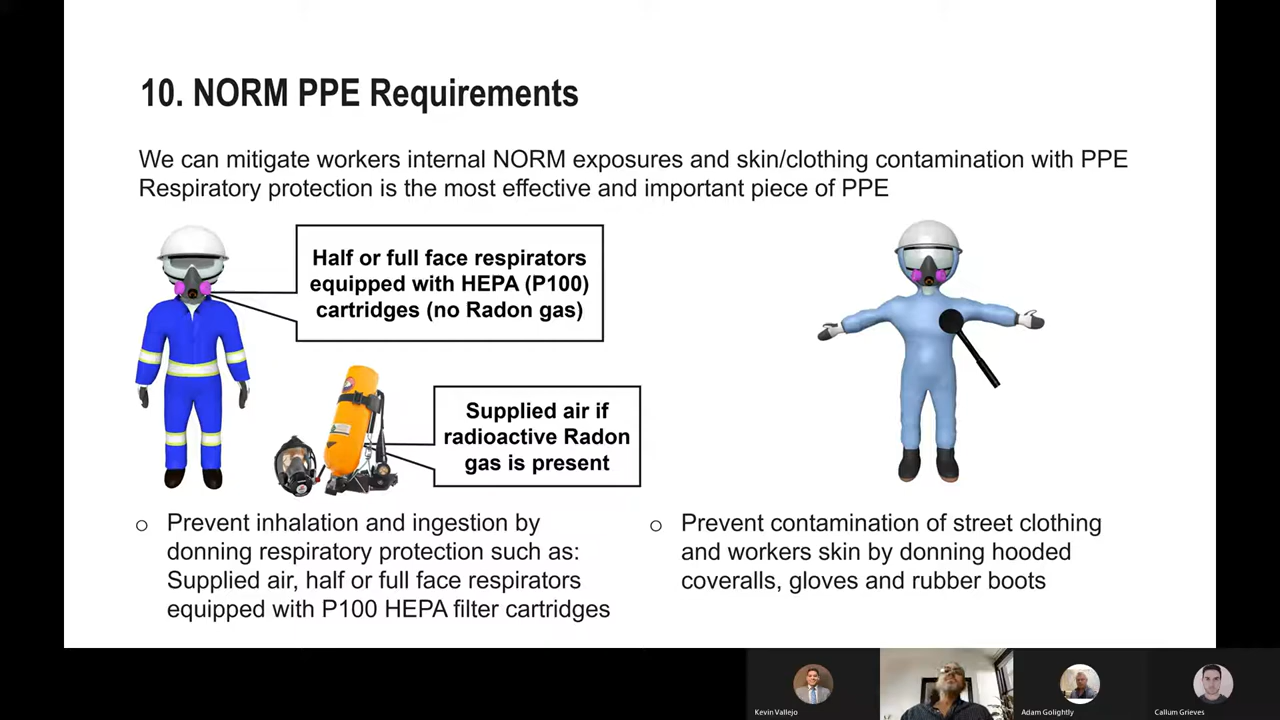 10. NORM PPE Requirements
We can mitigate workers internal NORM exposures and skin/clothing contamination with PPE
Respiratory protection is the most effective and important piece of PPE
Half or full face respirators
equipped with HEPA (P100)
cartridges (no Radon gas)
Supplied air if
radioactive Radon
gas is present
o Prevent inhalation and ingestion by
donning respiratory protection such as:
Supplied air, half or full face respirators
equipped with P100 HEPA filter cartridges
o Prevent contamination of street clothing
and workers skin by donning hooded
coveralls, gloves and rubber boots
Kevin Vallejo
Adam Golightly
Callum Grieves